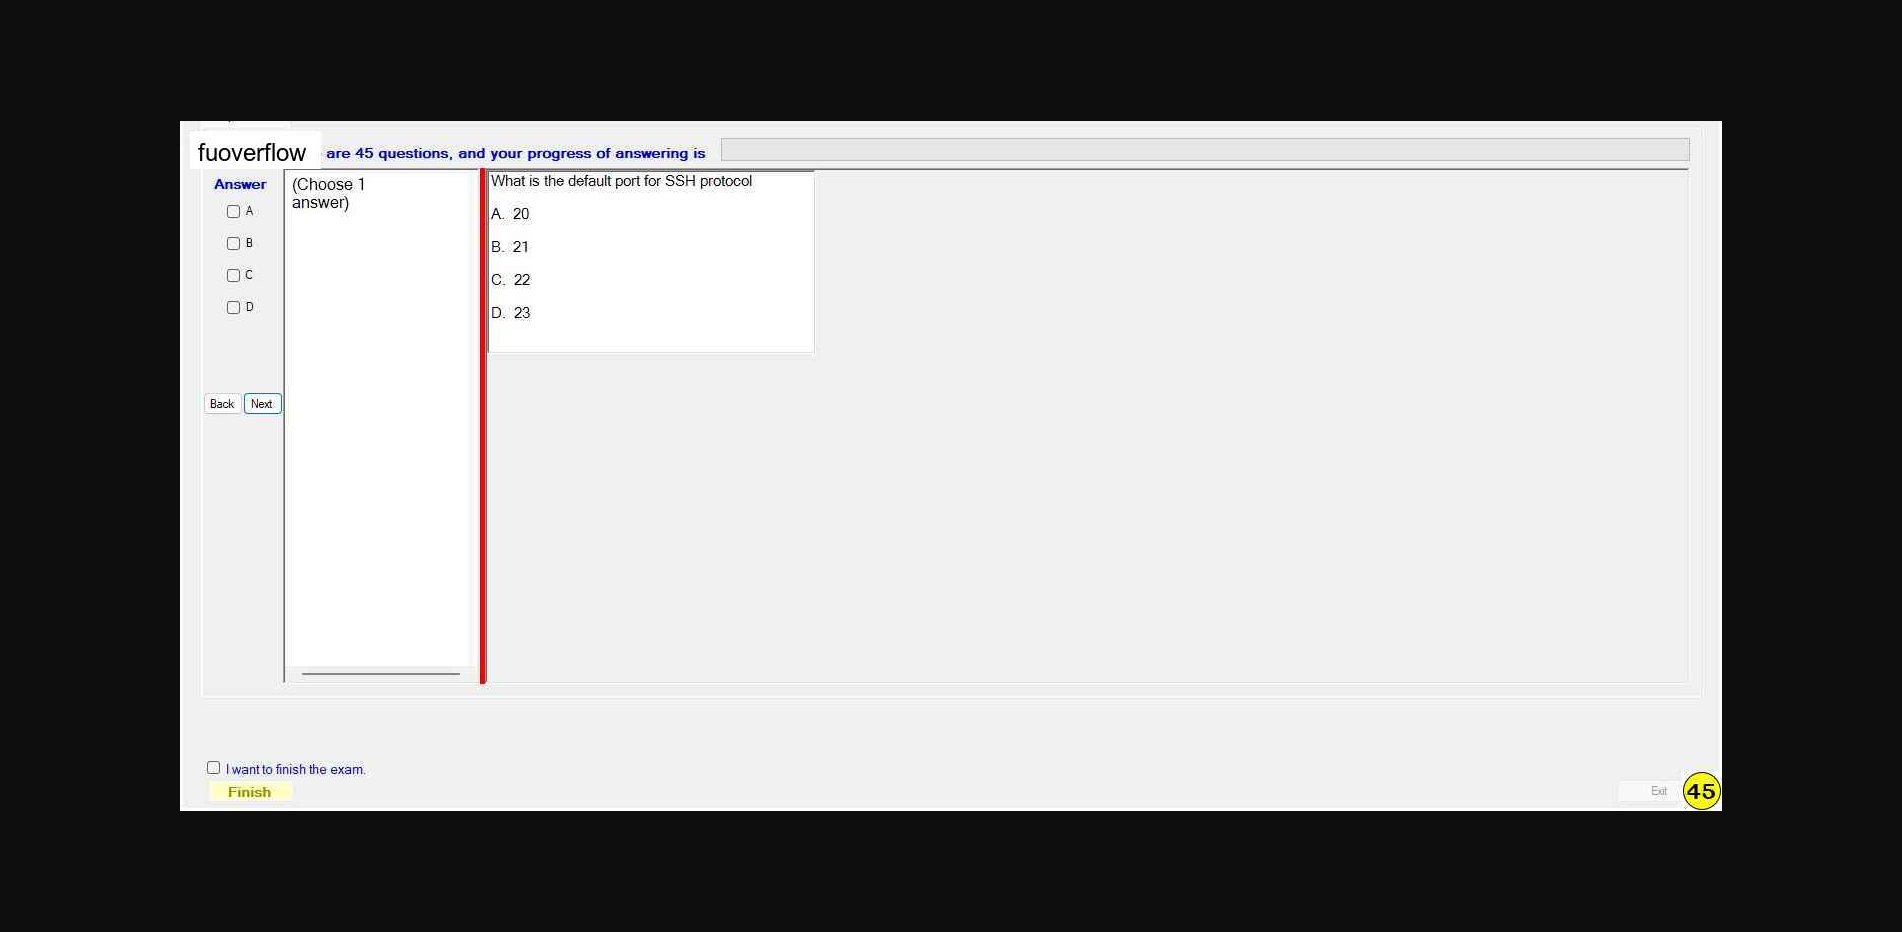 fuoverflow are 45 questions, and your progress of answering is
Answer
(Choose 1
answer)
A
B
C
D
Back Next
What is the default port for SSH protocol
A. 20
B. 21
C. 22
D. 23
I want to finish the exam.
Finish
Exit
45